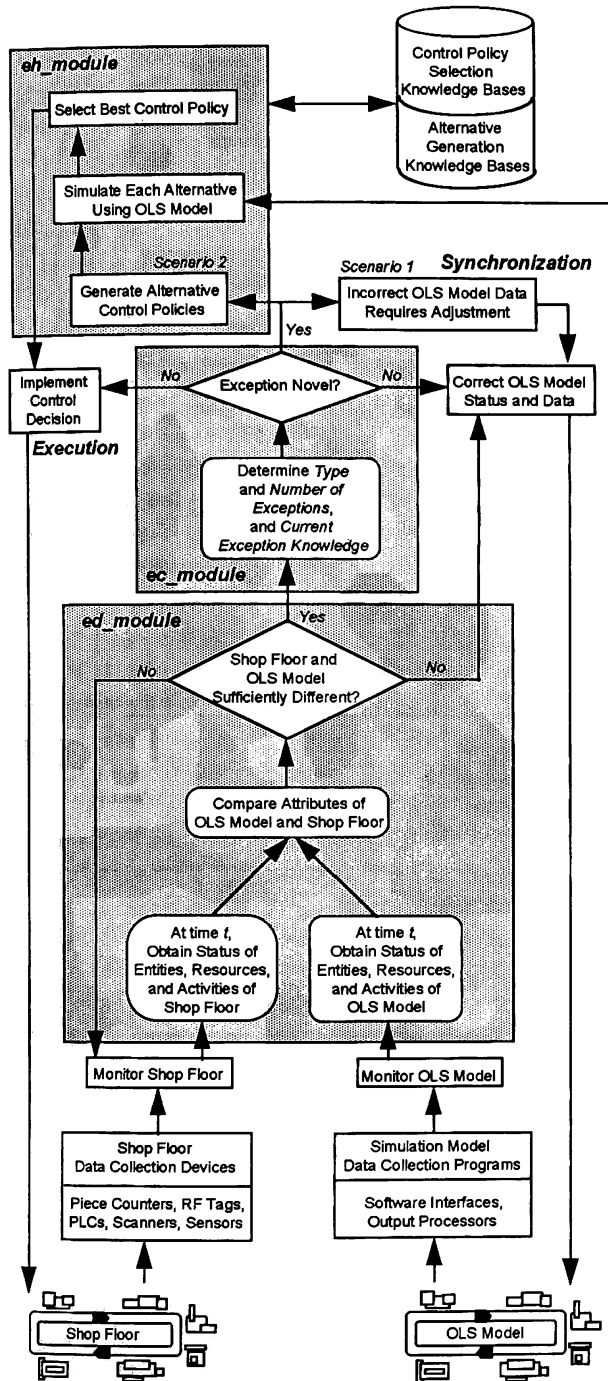 eh_module
Control Policy
Selection
Knowledge Bases
Select Best Control Policy
Alternative
Generation
Knowledge Bases
Simulate Each Alternative
Using OLS Model
Scenario 2
Scenario 1
Synchronization
Generate Alternative
Control Policies
Incorrect OLS Model Data
Requires Adjustment
Yes
No
Exception Novel?
No
Implement
Control
Decision
Correct OLS Model
Status and Data
Execution
Determine Type
and Number of
Exceptions,
and Current
Exception Knowledge
ec_module
ed_module
Yes
No
Shop Floor and
OLS Model
Sufficiently Different?
No
Compare Attributes of
OLS Model and Shop Floor
At time t,
Obtain Status of
Entities, Resources,
and Activities of
Shop Floor
At time t,
Obtain Status of
Entities, Resources,
and Activities of
OLS Model
Monitor Shop Floor
Monitor OLS Model
Shop Floor
Data Collection Devices
Piece Counters, RF Tags,
PLCs, Scanners, Sensors
Simulation Model
Data Collection Programs
Software Interfaces,
Output Processors
Shop Floor
OLS Model